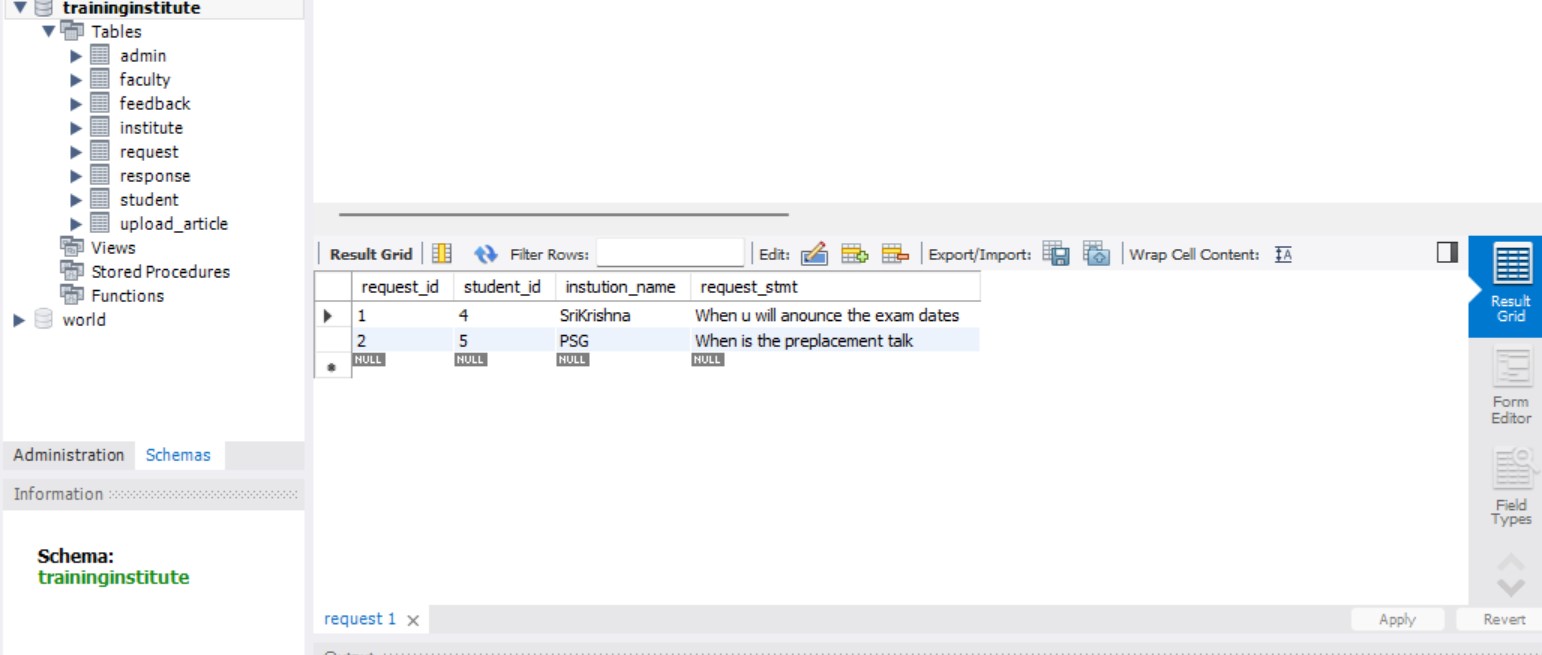 traininginstitute
Tables
admin
faculty
feedback
institute
request
response
student
upload_article
Views
Stored Procedures
Functions
world
Administration Schemas
Information
Schema:
traininginstitute
Result Grid Filter Rows: Edit: Export/Import: Wrap Cell Content:
request_id student_id instution_name request_stmt
1 4 SriKrishna When u will anounce the exam dates
2 5 PSG When is the preplacement talk
NULL NULL NULL NULL
Result
Grid
Form
Editor
Field
Types
request 1
Apply Revert